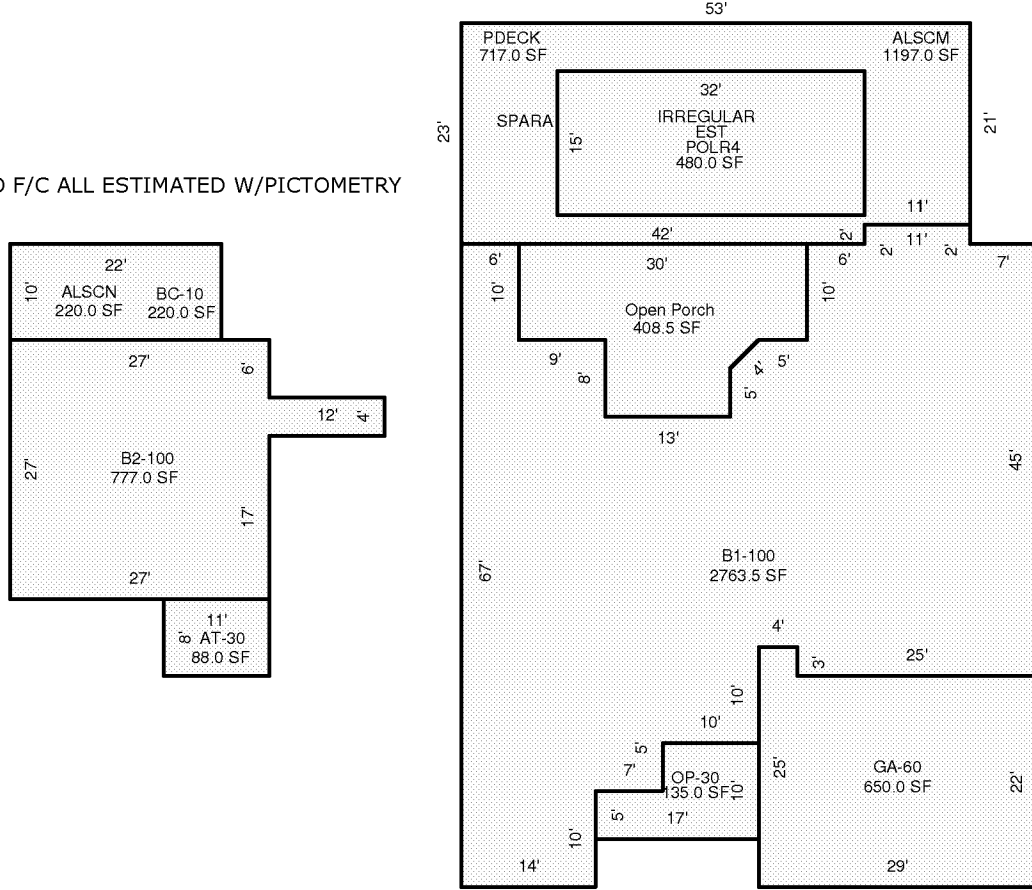 53'
PDECK
717.0 SF
ALSCM
1197.0 SF
32'
IRREGULAR
EST
POLR4
480.0 SF
SPARA
15'
23'
21'
F/C ALL ESTIMATED W/PICTOMETRY
11'
42'
2'
11'
2'
2'
6'
30'
6'
7'
10'
10'
Open Porch
408.5 SF
9'
8'
5'
4'
5'
13'
22'
10'
ALSCN
220.0 SF
BC-10
220.0 SF
27'
6'
12'
4'
B2-100
777.0 SF
27'
17'
27'
11'
8'
AT-30
88.0 SF
45'
67'
B1-100
2763.5 SF
4'
3'
25'
10'
10'
5'
7'
OP-30
135.0 SF
10'
25'
GA-60
650.0 SF
22'
5'
17'
10'
14'
29'